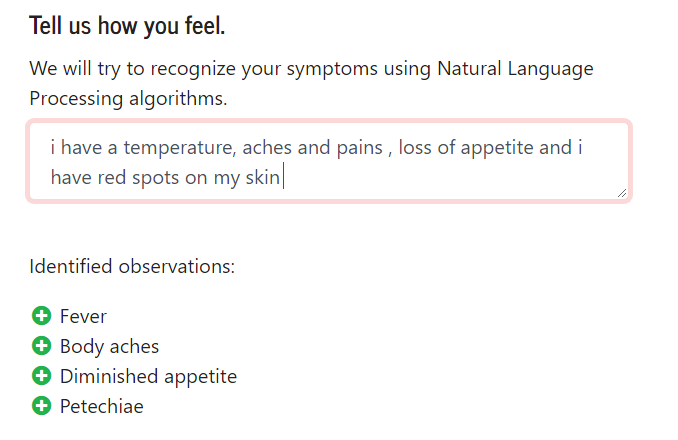 Tell us how you feel.
We will try to recognize your symptoms using Natural Language
Processing algorithms.
i have a temperature, aches and pains , loss of appetite and i
have red spots on my skin
Identified observations:
Fever
Body aches
Diminished appetite
Petechiae